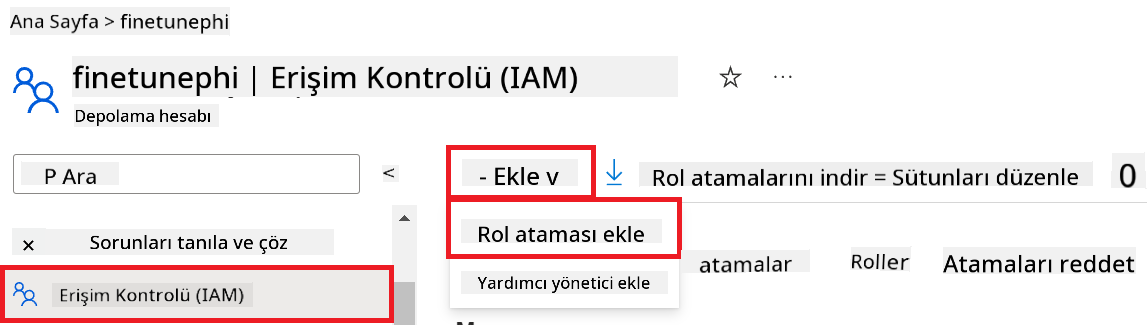 Ana Sayfa > finetunephi
finetunephi | Erişim Kontrolü (IAM)
Depolama hesabı
P Ara
<
- Ekle v
Rol atamalarını indir = Sütunları düzenle
0
Sorunları tanıla ve çöz
Rol ataması ekle
atamalar
Roller
Atamaları reddet
Erişim Kontrolü (IAM)
Yardımcı yönetici ekle